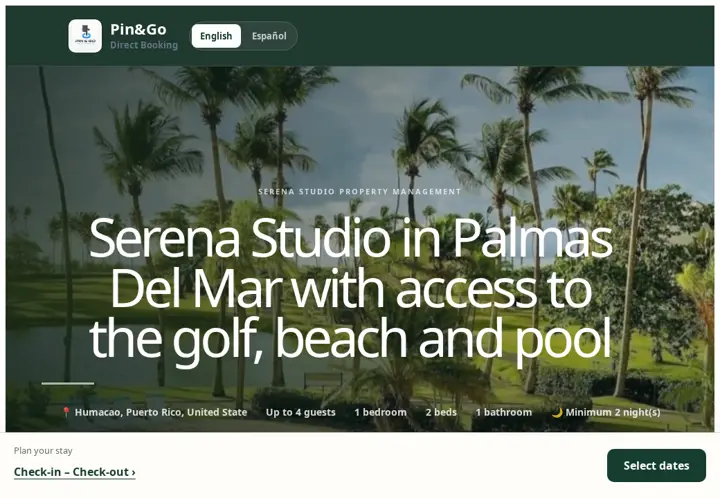 Pin&Go
Direct Booking
English
Español
SERENA STUDIO PROPERTY MANAGEMENT
Serena Studio in Palmas
Del Mar with access to
the golf, beach and pool
📍 Humacao, Puerto Rico, United State
Up to 4 guests
1 bedroom
2 beds
1 bathroom
🌙 Minimum 2 night(s)
Plan your stay
Check-in – Check-out ›
Select dates